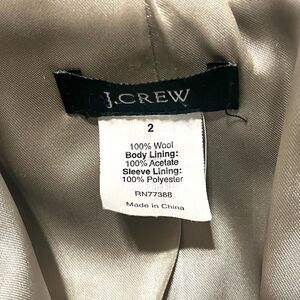 J.CREW
2
100% Wool
Body Lining:
100% Acetate
Sleeve Lining:
100% Polyester
RN77388
Made in China